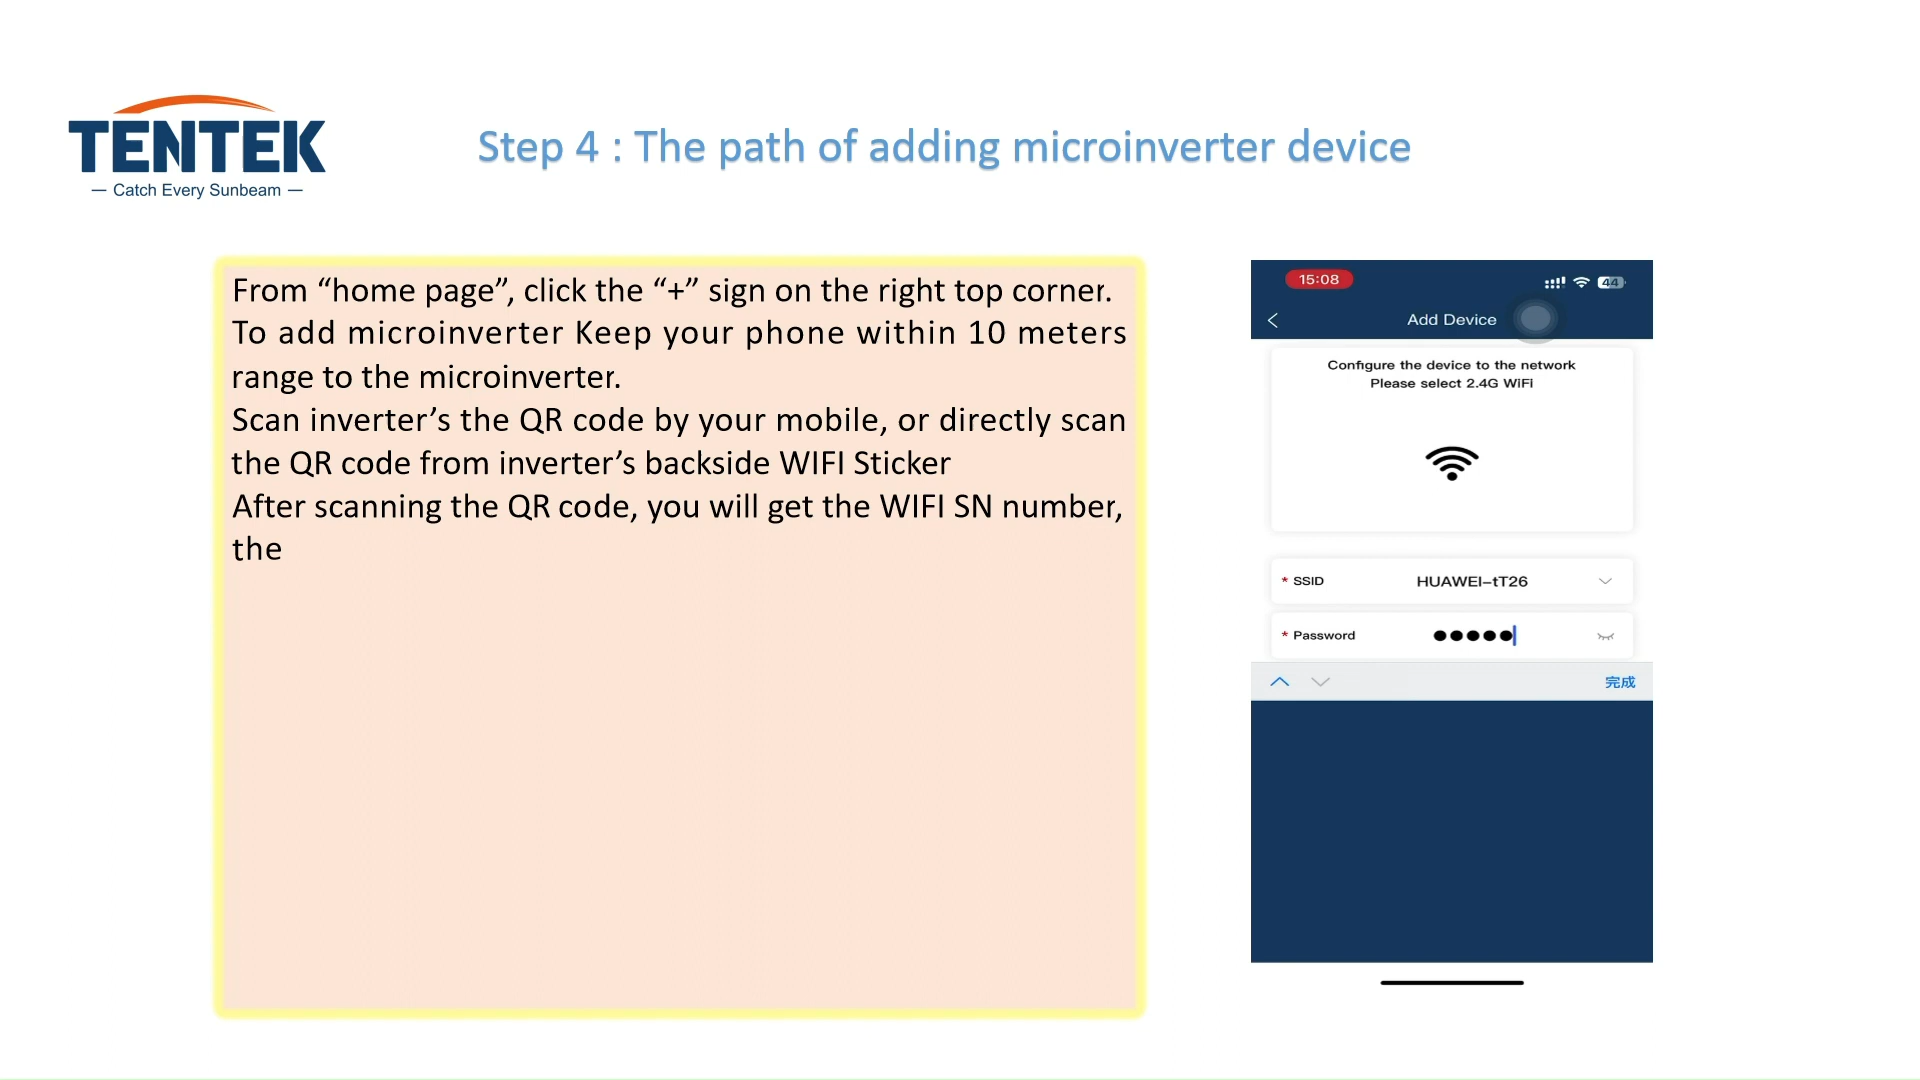 TENTEK
— Catch Every Sunbeam —
Step 4 : The path of adding microinverter device
From “home page”, click the “+” sign on the right top corner.
To add microinverter Keep your phone within 10 meters
range to the microinverter.
Scan inverter’s the QR code by your mobile, or directly scan
the QR code from inverter’s backside WIFI Sticker
After scanning the QR code, you will get the WIFI SN number,
the
15:08
44
Add Device
Configure the device to the network
Please select 2.4G WiFi
* SSID HUAWEI-tT26
* Password ●●●●●
完成